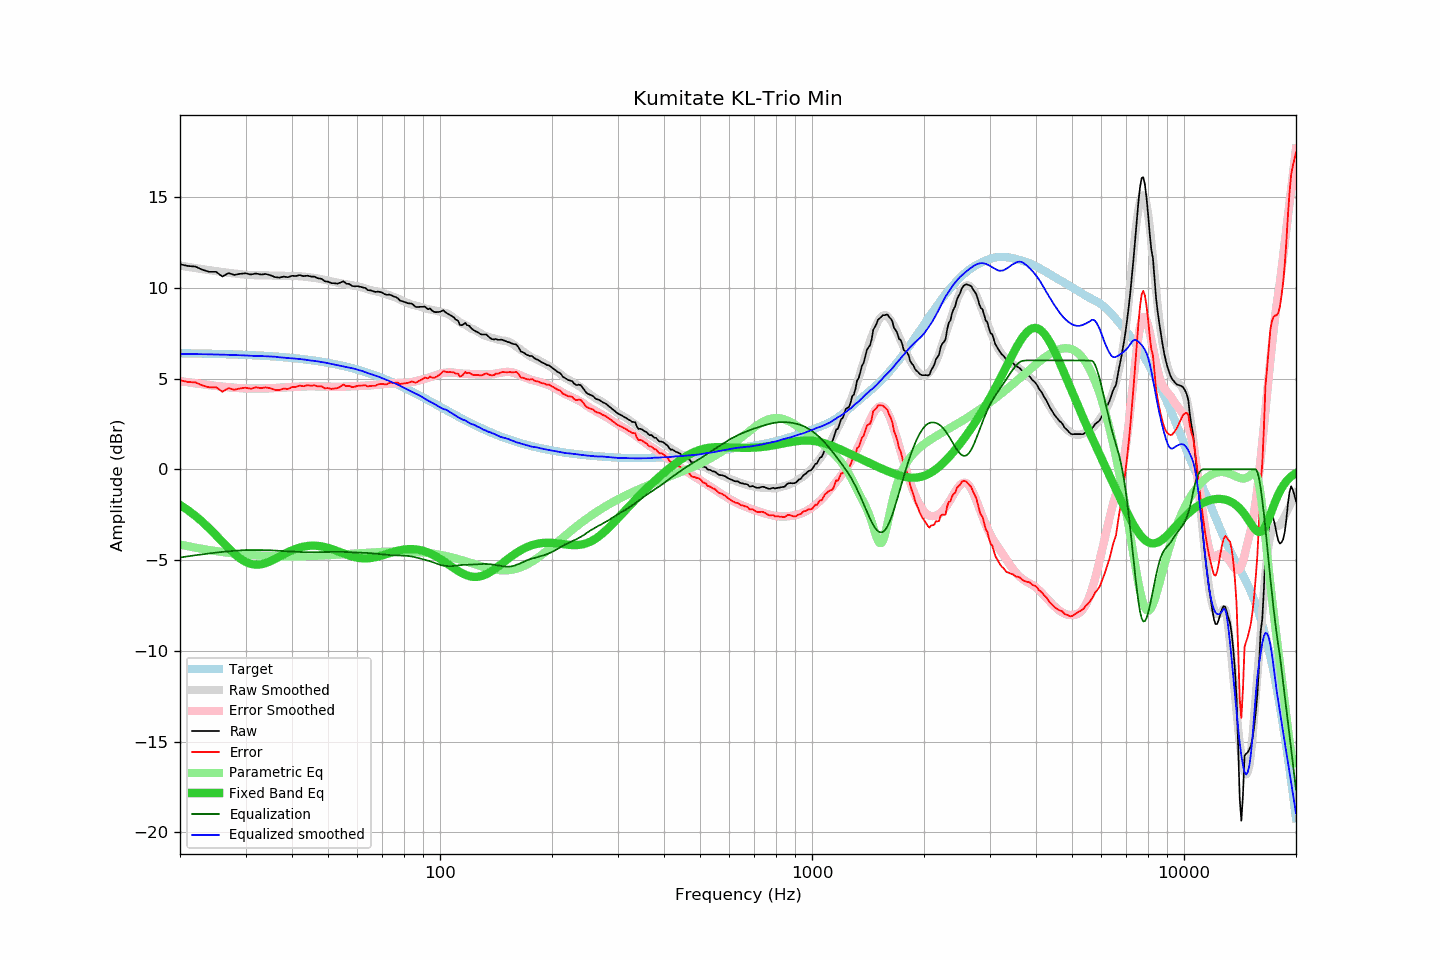 Kumitate KL-Trio Min
Amplitude (dBr)
15
10
5
0
−5
−10
−15
−20
Target
Raw Smoothed
Error Smoothed
Raw
Error
Parametric Eq
Fixed Band Eq
Equalization
Equalized smoothed
100
1000
10000
Frequency (Hz)